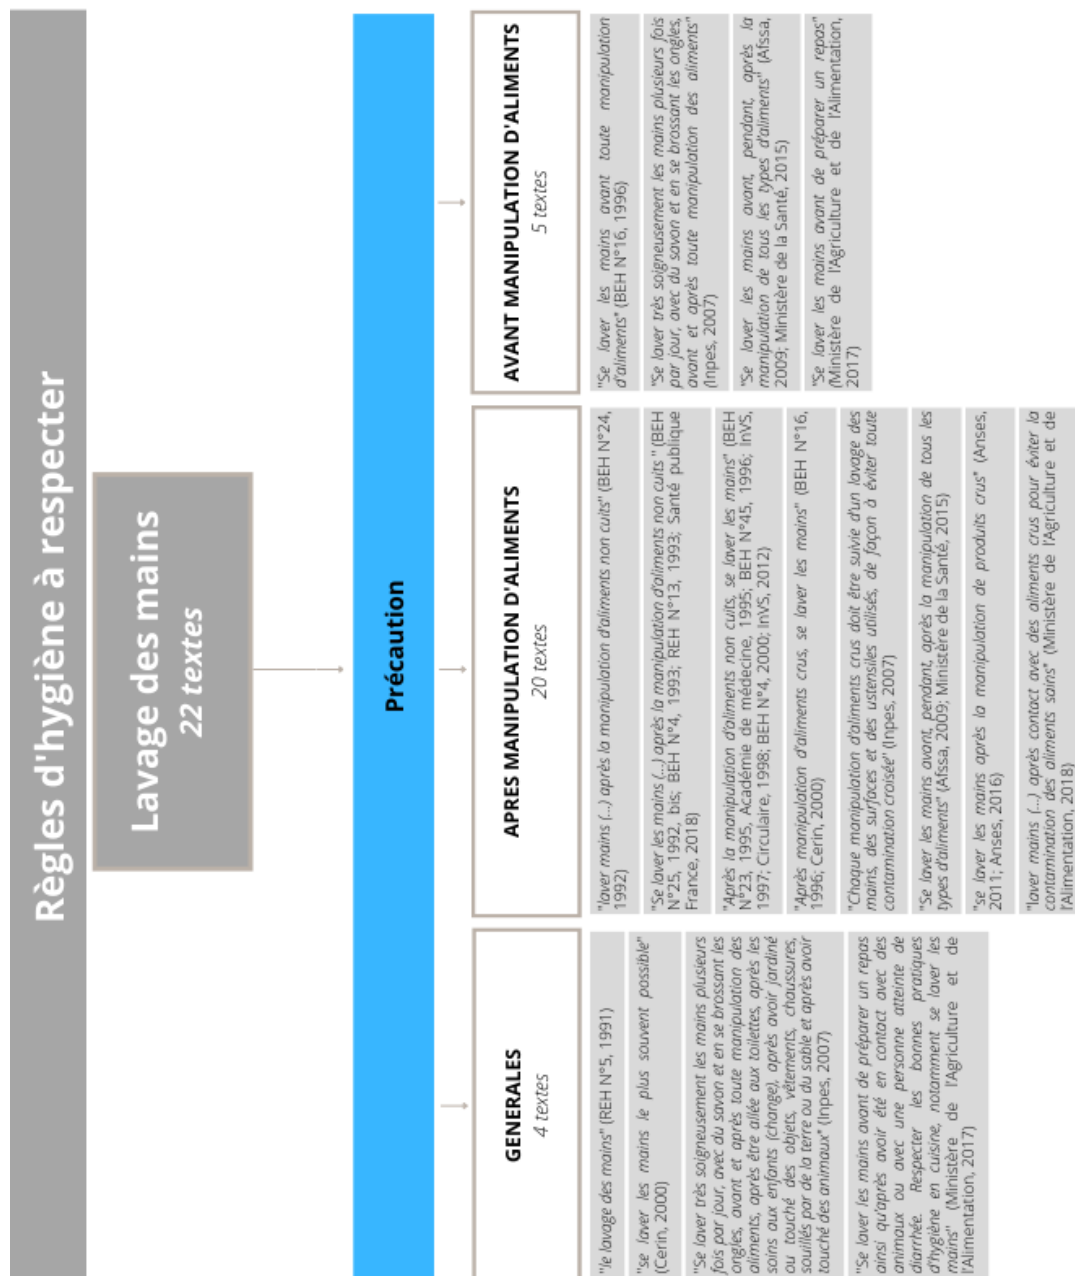 Règles d'hygiène à respecter
Lavage des mains
22 textes
Précaution
GENERALES
4 textes
"le lavage des mains" (REH N°5, 1991)
"se laver les mains le plus souvent possible"
(Cerin, 2000)
"Se laver très soigneusement les mains plusieurs
fois par jour, avec du savon et en se brossant les
ongles, avant et après toute manipulation des
aliments, après être allée aux toilettes, après les
soins aux enfants (change), après avoir jardiné
ou touché des objets, vêtements, chaussures,
souillés par de la terre ou du sable et après avoir
touché des animaux" (Inpes, 2007)
"Se laver les mains avant de préparer un repas
ainsi qu'après avoir été en contact avec des
animaux ou avec une personne atteinte de
diarrhée. Respecter les bonnes pratiques
d'hygiène en cuisine, notamment se laver les
mains" (Ministère de l'Agriculture et de
l'Alimentation, 2017)
APRES MANIPULATION D'ALIMENTS
20 textes
"laver mains (...) après la manipulation d'aliments non cuits" (BEH N°24,
1992)
"Se laver les mains (...) après la manipulation d'aliments non cuits " (BEH
N°25, 1992, bis; BEH N°4, 1993; REH N°13, 1993; Santé publique
France, 2018)
"Après la manipulation d'aliments non cuits, se laver les mains" (BEH
N°23, 1995, Académie de médecine, 1995; BEH N°45, 1996; InVS,
1997; Circulaire, 1998; BEH N°4, 2000; InVS, 2012)
"Après manipulation d'aliments crus, se laver les mains" (BEH N°16,
1996; Cerin, 2000)
"Chaque manipulation d'aliments crus doit être suivie d'un lavage des
mains, des surfaces et des ustensiles utilisés, de façon à éviter toute
contamination croisée" (Inpes, 2007)
"Se laver les mains avant, pendant, après la manipulation de tous les
types d'aliments" (Afssa, 2009; Ministère de la Santé, 2015)
"se laver les mains après la manipulation de produits crus" (Anses,
2011; Anses, 2016)
"laver mains (...) après contact avec des aliments crus pour éviter la
contamination des aliments sains" (Ministère de l'Agriculture et de
l'Alimentation, 2018)
AVANT MANIPULATION D'ALIMENTS
5 textes
"Se laver les mains avant toute manipulation
d'aliments" (BEH N°16, 1996)
"Se laver très soigneusement les mains plusieurs fois
par jour, avec du savon et en se brossant les ongles,
avant et après toute manipulation des aliments"
(Inpes, 2007)
"Se laver les mains avant, pendant, après la
manipulation de tous les types d'aliments" (Afssa,
2009; Ministère de la Santé, 2015)
"Se laver les mains avant de préparer un repas"
(Ministère de l'Agriculture et de l'Alimentation,
2017)